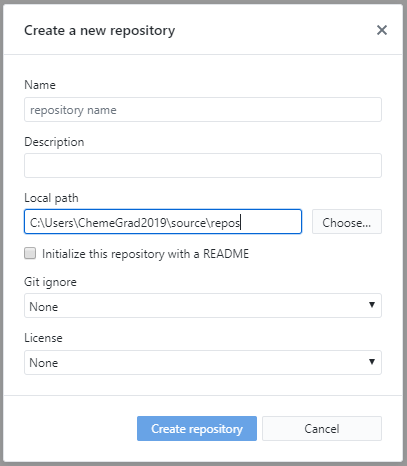 Create a new repository
Name
repository name
Description
Local path
C:\Users\ChemeGrad2019\source\repos
Choose...
Initialize this repository with a README
Git ignore
None
License
None
Create repository
Cancel